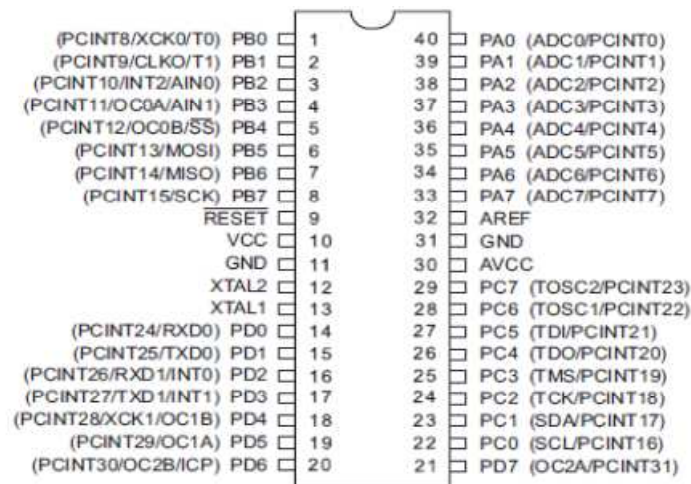 (PCINT8/XCK0/T0) PB0 1 40 PA0 (ADC0/PCINT0)
(PCINT9/CLKO/T1) PB1 2 39 PA1 (ADC1/PCINT1)
(PCINT10/INT2/AIN0) PB2 3 38 PA2 (ADC2/PCINT2)
(PCINT11/OC0A/AIN1) PB3 4 37 PA3 (ADC3/PCINT3)
(PCINT12/OC0B/SS) PB4 5 36 PA4 (ADC4/PCINT4)
(PCINT13/MOSI) PB5 6 35 PA5 (ADC5/PCINT5)
(PCINT14/MISO) PB6 7 34 PA6 (ADC6/PCINT6)
(PCINT15/SCK) PB7 8 33 PA7 (ADC7/PCINT7)
RESET 9 32 AREF
VCC 10 31 GND
GND 11 30 AVCC
XTAL2 12 29 PC7 (TOSC2/PCINT23)
XTAL1 13 28 PC6 (TOSC1/PCINT22)
(PCINT24/RXD0) PD0 14 27 PC5 (TDI/PCINT21)
(PCINT25/TXD0) PD1 15 26 PC4 (TDO/PCINT20)
(PCINT26/RXD1/INT0) PD2 16 25 PC3 (TMS/PCINT19)
(PCINT27/TXD1/INT1) PD3 17 24 PC2 (TCK/PCINT18)
(PCINT28/XCK1/OC1B) PD4 18 23 PC1 (SDA/PCINT17)
(PCINT29/OC1A) PD5 19 22 PC0 (SCL/PCINT16)
(PCINT30/OC2B/ICP) PD6 20 21 PD7 (OC2A/PCINT31)